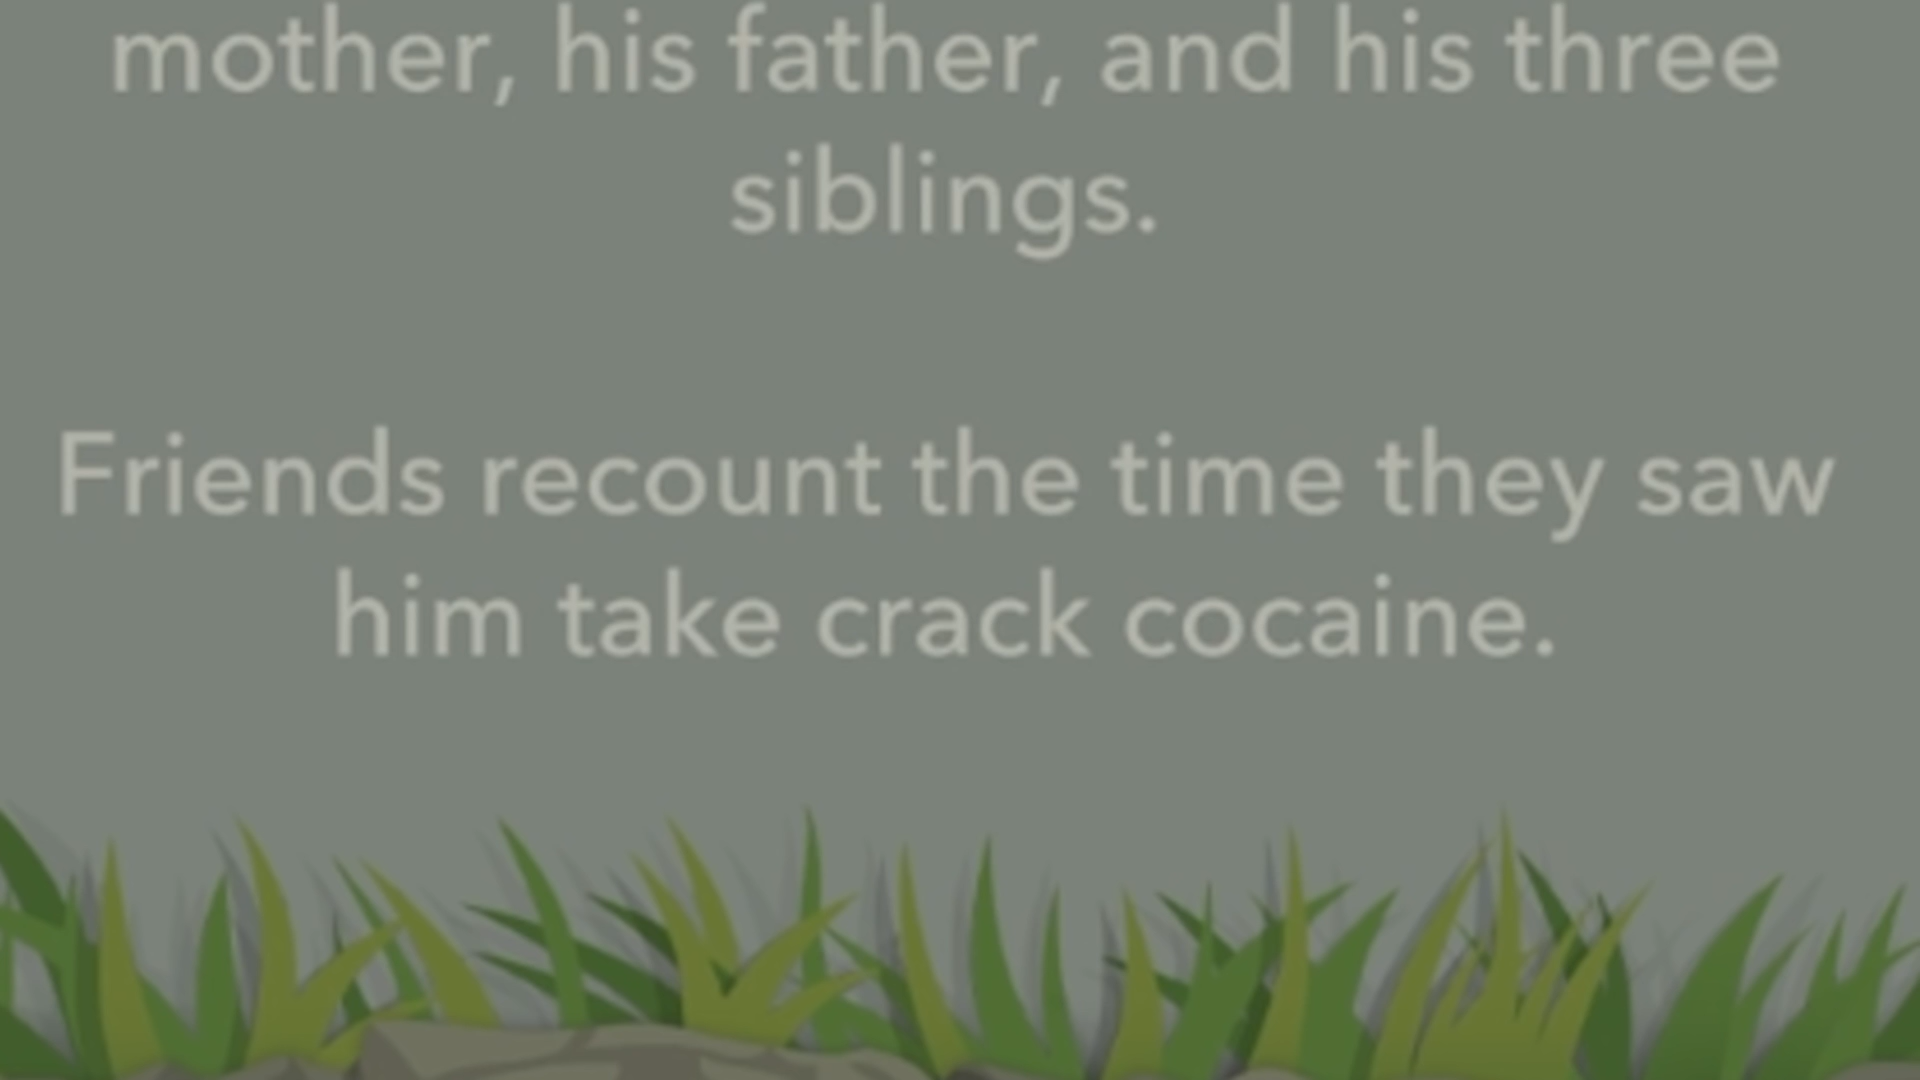 mother, his father, and his three
siblings.
Friends recount the time they saw
him take crack cocaine.